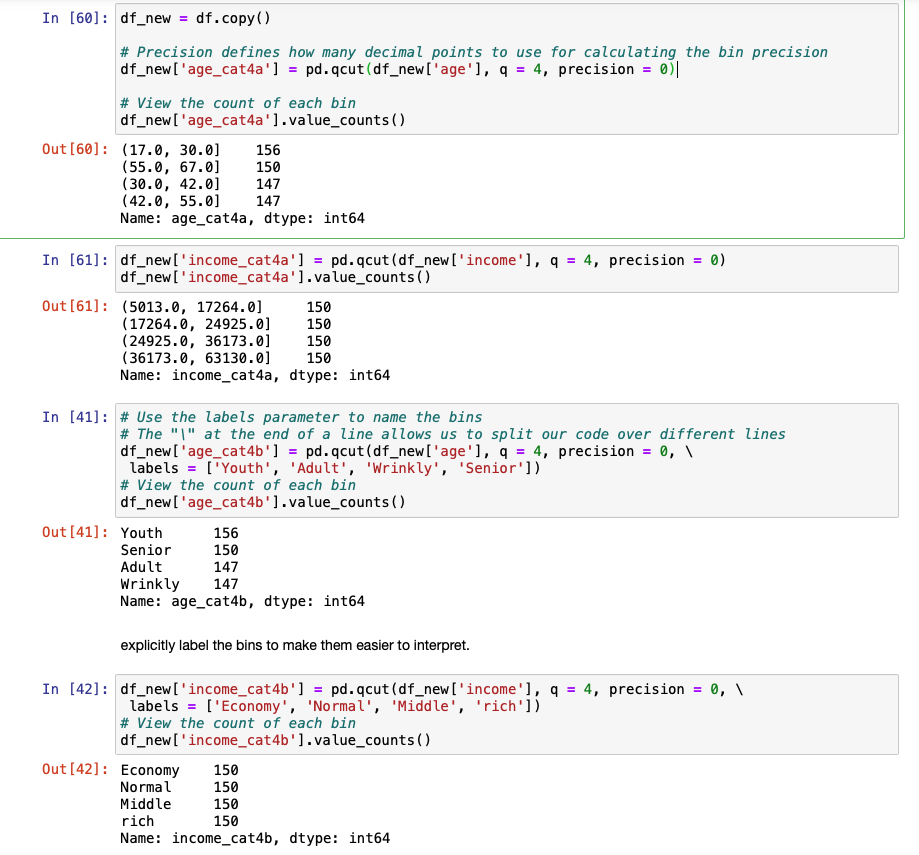 In [60]: df_new = df.copy()
# Precision defines how many decimal points to use for calculating the bin precision
df_new['age_cat4a'] = pd.qcut(df_new['age'], q = 4, precision = 0)
# View the count of each bin
df_new['age_cat4a'].value_counts()
Out[60]: (17.0, 30.0]    156
(55.0, 67.0]    150
(30.0, 42.0]    147
(42.0, 55.0]    147
Name: age_cat4a, dtype: int64
In [61]: df_new['income_cat4a'] = pd.qcut(df_new['income'], q = 4, precision = 0)
df_new['income_cat4a'].value_counts()
Out[61]: (5013.0, 17264.0]     150
(17264.0, 24925.0]    150
(24925.0, 36173.0]    150
(36173.0, 63130.0]    150
Name: income_cat4a, dtype: int64
In [41]: # Use the labels parameter to name the bins
# The "\" at the end of a line allows us to split our code over different lines
df_new['age_cat4b'] = pd.qcut(df_new['age'], q = 4, precision = 0, \
 labels = ['Youth', 'Adult', 'Wrinkly', 'Senior'])
# View the count of each bin
df_new['age_cat4b'].value_counts()
Out[41]: Youth      156
Senior     150
Adult      147
Wrinkly    147
Name: age_cat4b, dtype: int64
explicitly label the bins to make them easier to interpret.
In [42]: df_new['income_cat4b'] = pd.qcut(df_new['income'], q = 4, precision = 0, \
 labels = ['Economy', 'Normal', 'Middle', 'rich'])
# View the count of each bin
df_new['income_cat4b'].value_counts()
Out[42]: Economy    150
Normal     150
Middle     150
rich       150
Name: income_cat4b, dtype: int64